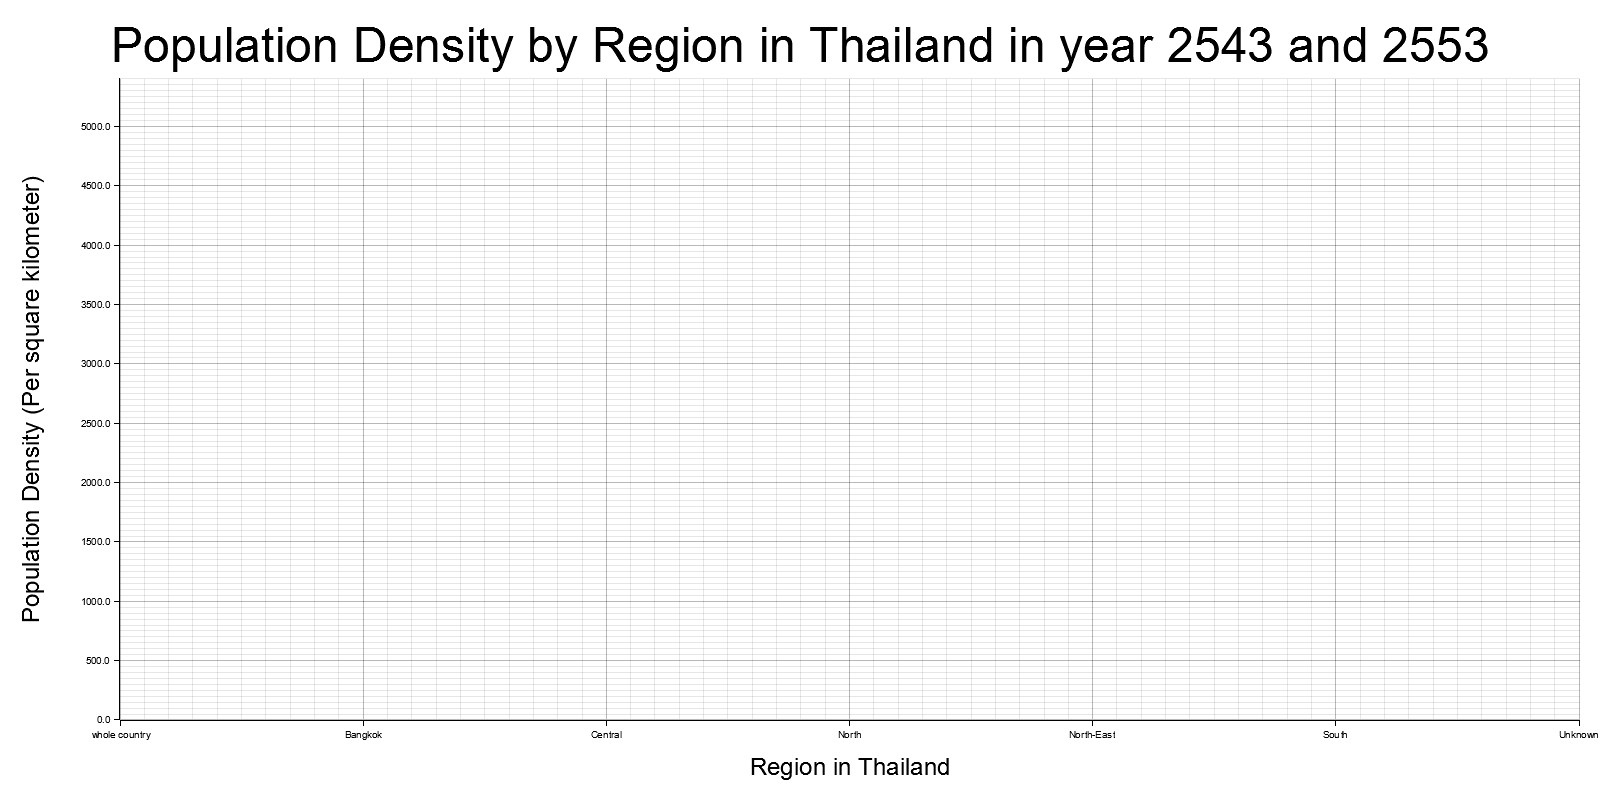 Population Density by Region in Thailand in year 2543 and 2553
Population Density (Per square kilometer)
5000.0
4500.0
4000.0
3500.0
3000.0
2500.0
2000.0
1500.0
1000.0
500.0
0.0
whole country Bangkok Central North North-East South Unknown
Region in Thailand